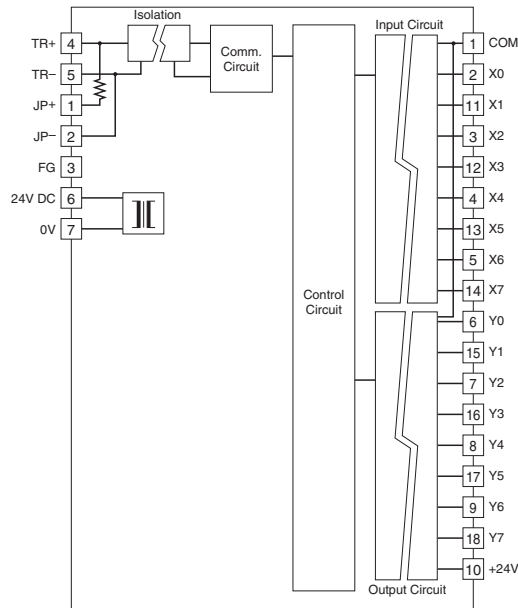 Isolation
Input Circuit
TR+ 4
TR− 5
JP+ 1
JP− 2
FG 3
24V DC 6
0V 7
Comm.
Circuit
Control
Circuit
1 COM
2 X0
11 X1
3 X2
12 X3
4 X4
13 X5
5 X6
14 X7
6 Y0
15 Y1
7 Y2
16 Y3
8 Y4
17 Y5
9 Y6
18 Y7
10 +24V
Output Circuit